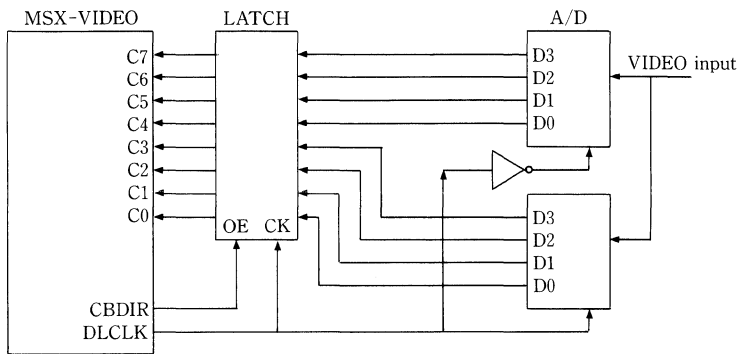 MSX-VIDEO
LATCH
A/D
C7
C6
C5
C4
C3
C2
C1
C0
CBDIR
DLCLK
OE CK
D3
D2
D1
D0
VIDEO input
D3
D2
D1
D0